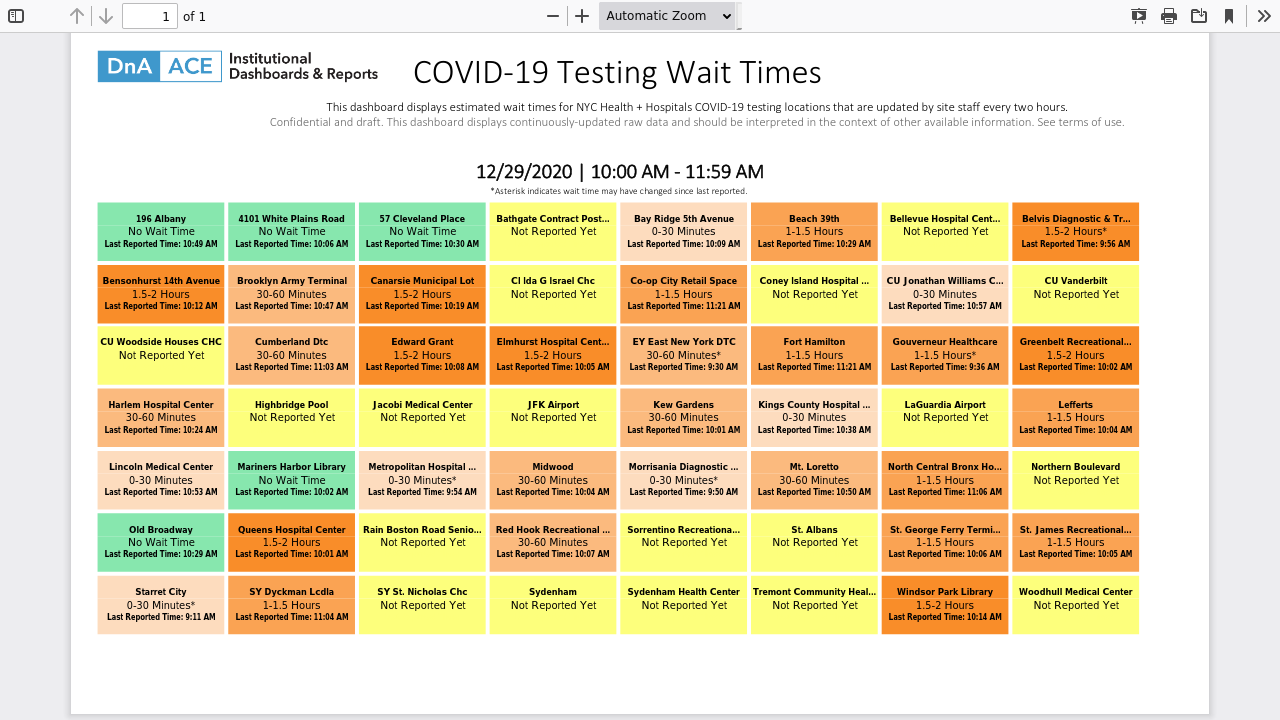 1 of 1 Automatic Zoom
DnA ACE Institutional
Dashboards & Reports
COVID-19 Testing Wait Times
This dashboard displays estimated wait times for NYC Health + Hospitals COVID-19 testing locations that are updated by site staff every two hours.
Confidential and draft. This dashboard displays continuously-updated raw data and should be interpreted in the context of other available information. See terms of use.
12/29/2020 | 10:00 AM - 11:59 AM
*Asterisk indicates wait time may have changed since last reported.
196 Albany
No Wait Time
Last Reported Time: 10:49 AM
4101 White Plains Road
No Wait Time
Last Reported Time: 10:06 AM
57 Cleveland Place
No Wait Time
Last Reported Time: 10:30 AM
Bathgate Contract Post...
Not Reported Yet
Bay Ridge 5th Avenue
0-30 Minutes
Last Reported Time: 10:09 AM
Beach 39th
1-1.5 Hours
Last Reported Time: 10:29 AM
Bellevue Hospital Cent...
Not Reported Yet
Belvis Diagnostic & Tr...
1.5-2 Hours*
Last Reported Time: 9:56 AM
Bensonhurst 14th Avenue
1.5-2 Hours
Last Reported Time: 10:12 AM
Brooklyn Army Terminal
30-60 Minutes
Last Reported Time: 10:47 AM
Canarsie Municipal Lot
1.5-2 Hours
Last Reported Time: 10:19 AM
CI Ida G Israel Chc
Not Reported Yet
Co-op City Retail Space
1-1.5 Hours
Last Reported Time: 11:21 AM
Coney Island Hospital ...
Not Reported Yet
CU Jonathan Williams C...
0-30 Minutes
Last Reported Time: 10:57 AM
CU Vanderbilt
Not Reported Yet
CU Woodside Houses CHC
Not Reported Yet
Cumberland Dtc
30-60 Minutes
Last Reported Time: 11:03 AM
Edward Grant
1.5-2 Hours
Last Reported Time: 10:08 AM
Elmhurst Hospital Cent...
1.5-2 Hours
Last Reported Time: 10:05 AM
EY East New York DTC
30-60 Minutes*
Last Reported Time: 9:30 AM
Fort Hamilton
1-1.5 Hours
Last Reported Time: 11:21 AM
Gouverneur Healthcare
1-1.5 Hours*
Last Reported Time: 9:36 AM
Greenbelt Recreational...
1.5-2 Hours
Last Reported Time: 10:02 AM
Harlem Hospital Center
30-60 Minutes
Last Reported Time: 10:24 AM
Highbridge Pool
Not Reported Yet
Jacobi Medical Center
Not Reported Yet
JFK Airport
Not Reported Yet
Kew Gardens
30-60 Minutes
Last Reported Time: 10:01 AM
Kings County Hospital ...
0-30 Minutes
Last Reported Time: 10:38 AM
LaGuardia Airport
Not Reported Yet
Lefferts
1-1.5 Hours
Last Reported Time: 10:04 AM
Lincoln Medical Center
0-30 Minutes
Last Reported Time: 10:53 AM
Mariners Harbor Library
No Wait Time
Last Reported Time: 10:02 AM
Metropolitan Hospital ...
0-30 Minutes*
Last Reported Time: 9:54 AM
Midwood
30-60 Minutes
Last Reported Time: 10:04 AM
Morrisania Diagnostic ...
0-30 Minutes*
Last Reported Time: 9:50 AM
Mt. Loretto
30-60 Minutes
Last Reported Time: 10:50 AM
North Central Bronx Ho...
1-1.5 Hours
Last Reported Time: 11:06 AM
Northern Boulevard
Not Reported Yet
Old Broadway
No Wait Time
Last Reported Time: 10:29 AM
Queens Hospital Center
1.5-2 Hours
Last Reported Time: 10:01 AM
Rain Boston Road Senio...
Not Reported Yet
Red Hook Recreational ...
30-60 Minutes
Last Reported Time: 10:07 AM
Sorrentino Recreationa...
Not Reported Yet
St. Albans
Not Reported Yet
St. George Ferry Termi...
1-1.5 Hours
Last Reported Time: 10:06 AM
St. James Recreational...
1-1.5 Hours
Last Reported Time: 10:05 AM
Starret City
0-30 Minutes*
Last Reported Time: 9:11 AM
SY Dyckman Lcdla
1-1.5 Hours
Last Reported Time: 11:04 AM
SY St. Nicholas Chc
Not Reported Yet
Sydenham
Not Reported Yet
Sydenham Health Center
Not Reported Yet
Tremont Community Heal...
Not Reported Yet
Windsor Park Library
1.5-2 Hours
Last Reported Time: 10:14 AM
Woodhull Medical Center
Not Reported Yet